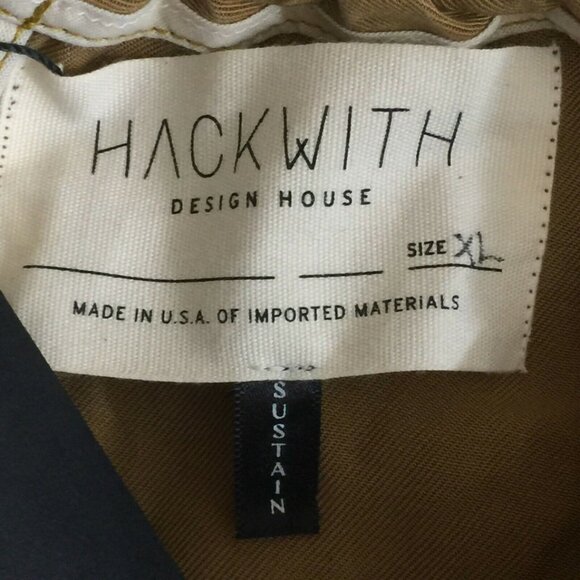 HACKWITH
DESIGN HOUSE
SIZE XL
MADE IN U.S.A. OF IMPORTED MATERIALS
SUSTAIN